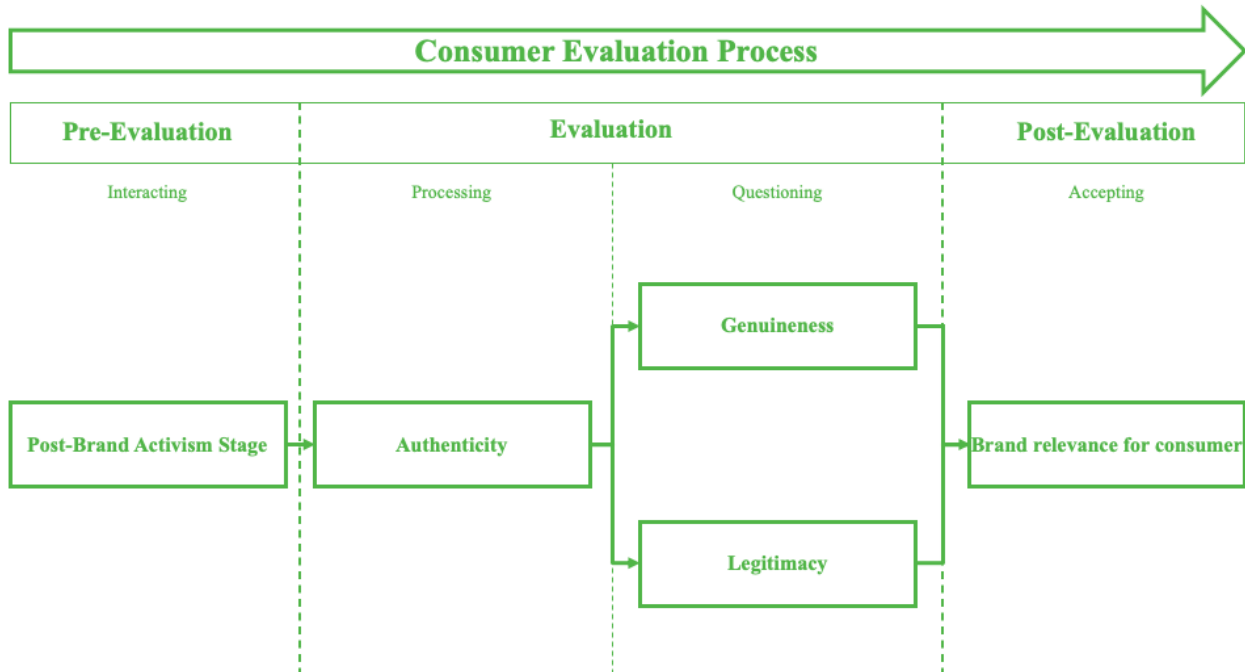 Consumer Evaluation Process
Pre-Evaluation
Evaluation
Post-Evaluation
Interacting
Processing
Questioning
Accepting
Genuineness
Post-Brand Activism Stage
Authenticity
Brand relevance for consumer
Legitimacy